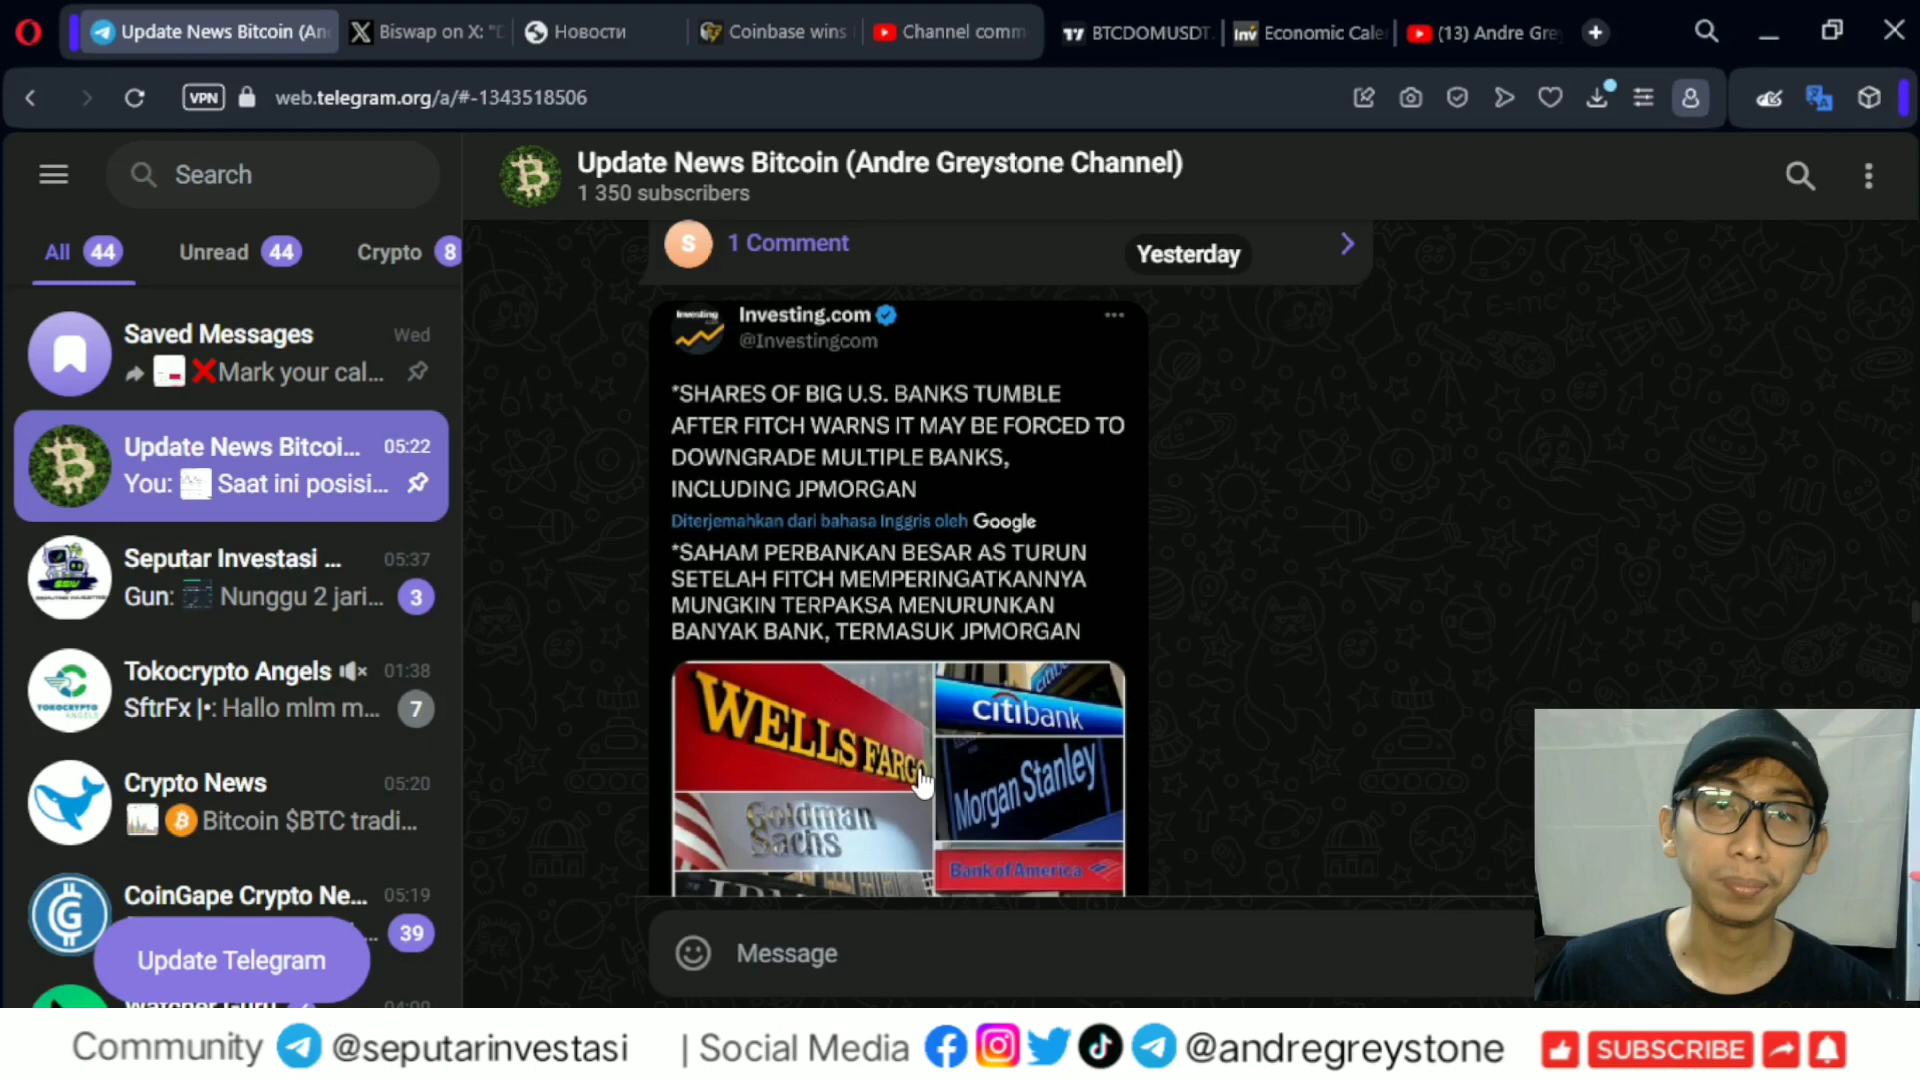 Update News Bitcoin (An
Biswap on X: "D
Новости
Coinbase wins
Channel comm
BTCDOMUSDT
Economic Cale
(13) Andre Gre
VPN
web.telegram.org/a/#-1343518506
Search
All 44
Unread 44
Crypto 8
Saved Messages
Wed
Mark your cal...
Update News Bitcoi...
05:22
You: Saat ini posisi...
Seputar Investasi ...
05:37
Gun: Nunggu 2 jari...
3
Tokocrypto Angels
01:38
SftrFx |•: Hallo mlm m...
7
TOKOCRYPTO
ANGELS
Crypto News
05:20
Bitcoin $BTC tradi...
CoinGape Crypto Ne...
05:19
39
Update Telegram
Watcher Guru
Update News Bitcoin (Andre Greystone Channel)
1 350 subscribers
S
1 Comment
Yesterday
Investing
.com
Investing.com
@Investingcom
*SHARES OF BIG U.S. BANKS TUMBLE
AFTER FITCH WARNS IT MAY BE FORCED TO
DOWNGRADE MULTIPLE BANKS,
INCLUDING JPMORGAN
Diterjemahkan dari bahasa Inggris oleh Google
*SAHAM PERBANKAN BESAR AS TURUN
SETELAH FITCH MEMPERINGATKANNYA
MUNGKIN TERPAKSA MENURUNKAN
BANYAK BANK, TERMASUK JPMORGAN
WELLS FARGO
citibank
citibank
Morgan Stanley
Goldman
Sachs
Bank of America
Message
Community @seputarinvestasi | Social Media @andregreystone SUBSCRIBE